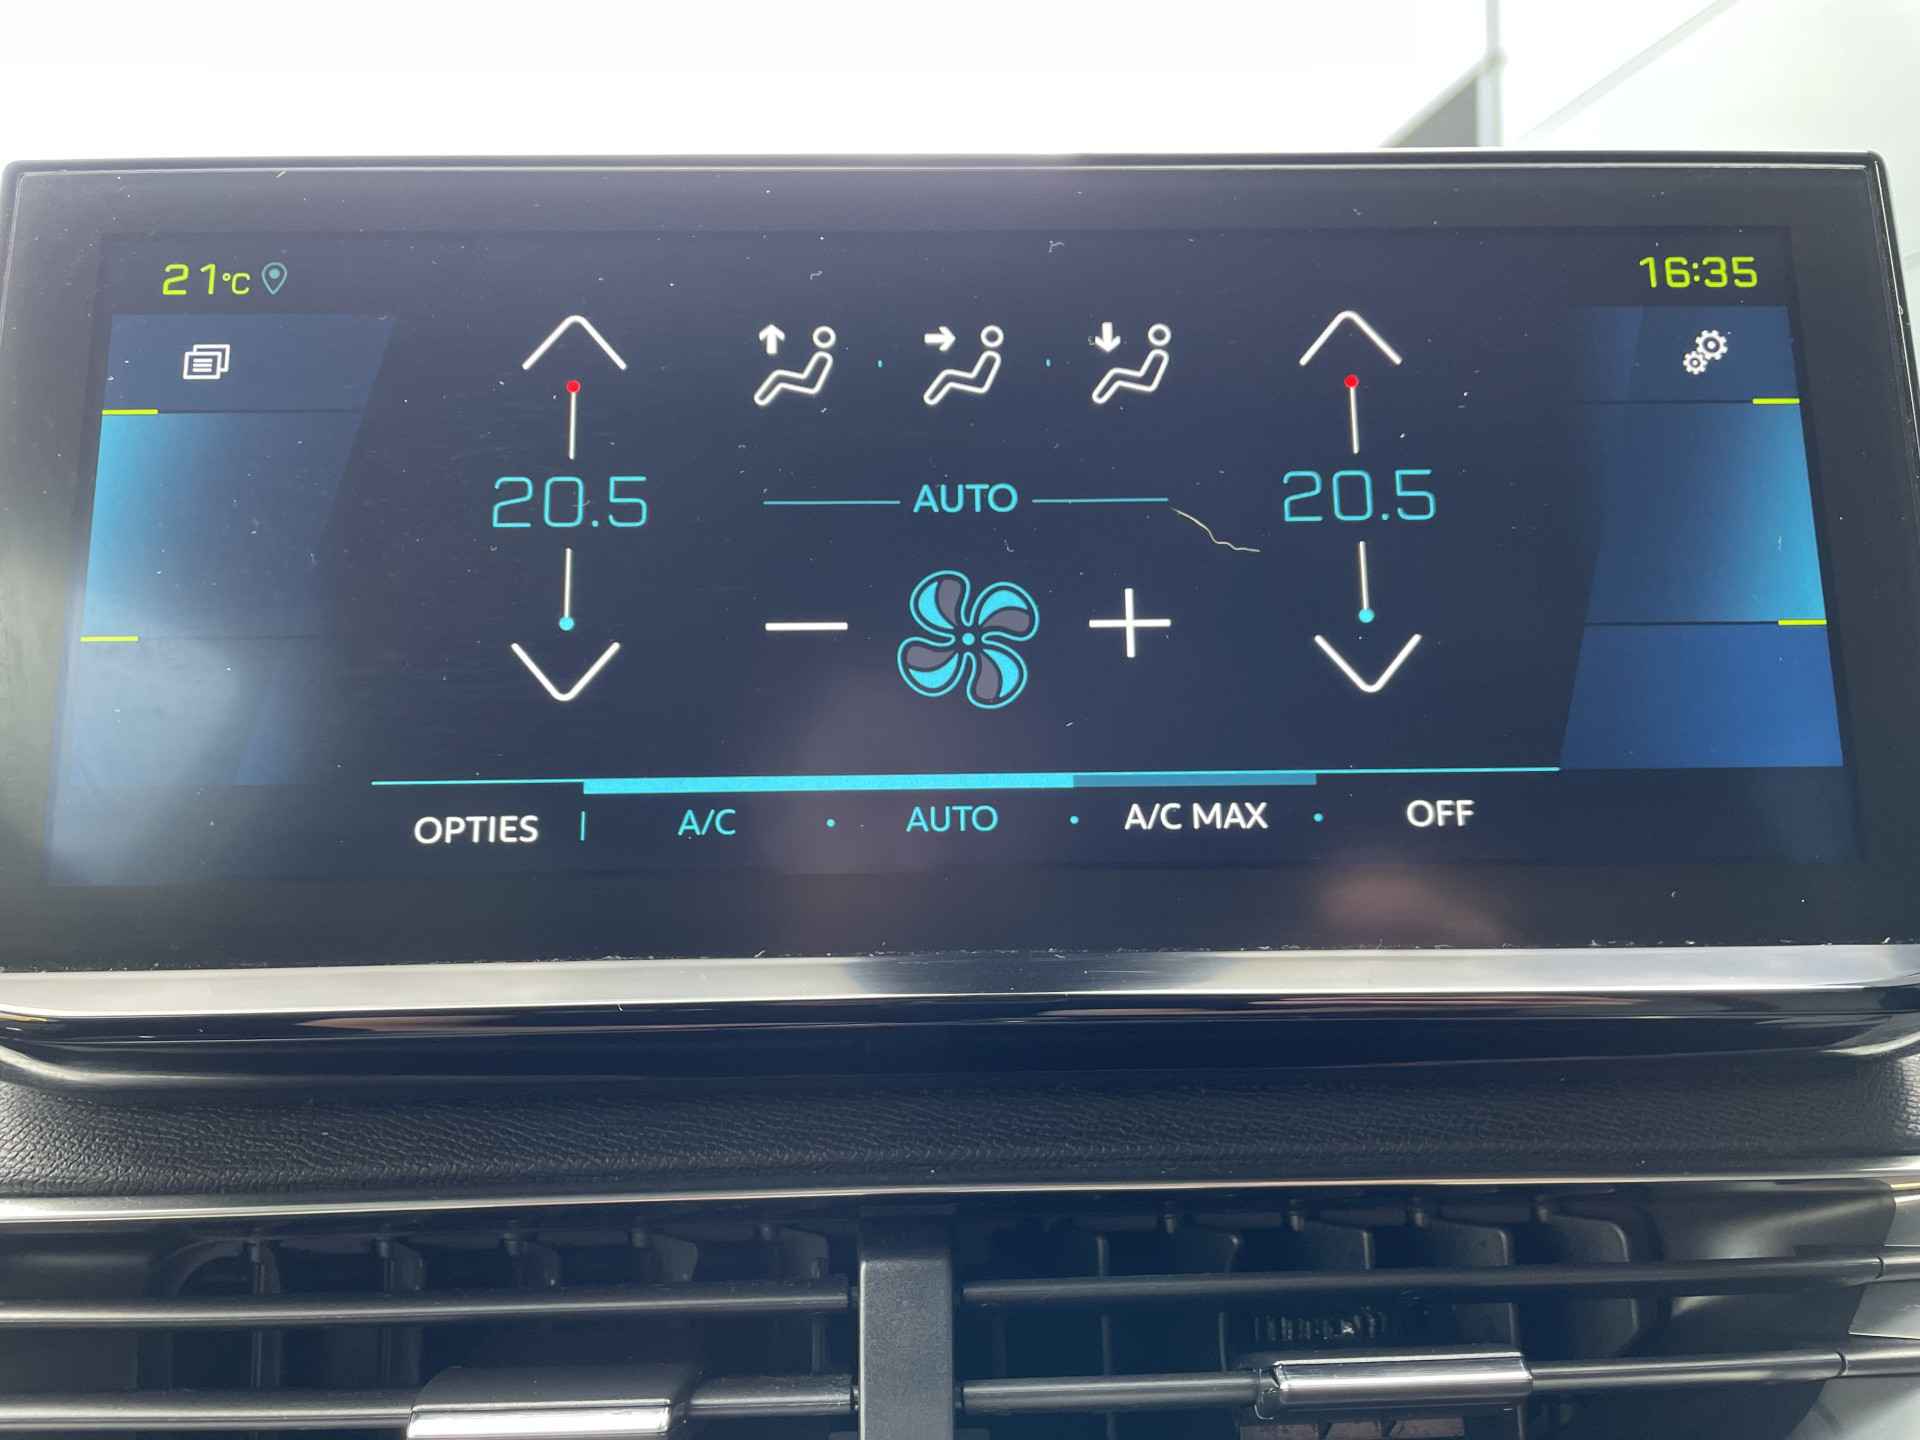 21°C 16:35
20.5 AUTO 20.5
OPTIES A/C AUTO A/C MAX OFF